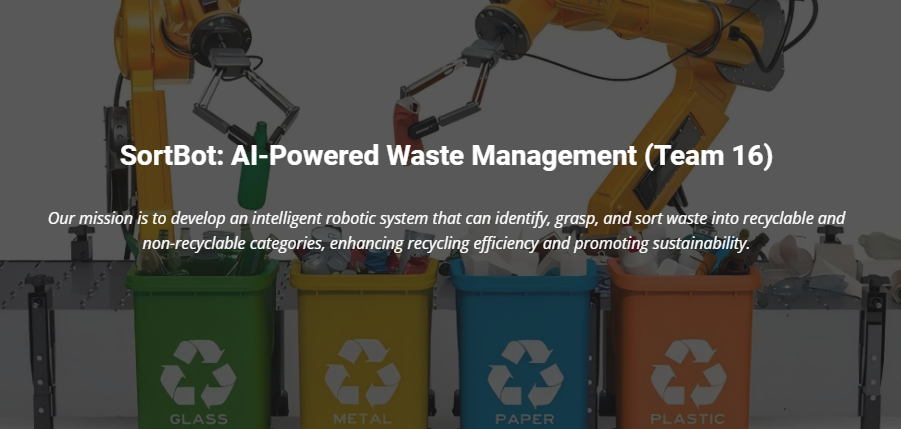 SortBot: AI-Powered Waste Management (Team 16)
Our mission is to develop an intelligent robotic system that can identify, grasp, and sort waste into recyclable and
non-recyclable categories, enhancing recycling efficiency and promoting sustainability.
GLASS METAL PAPER PLASTIC